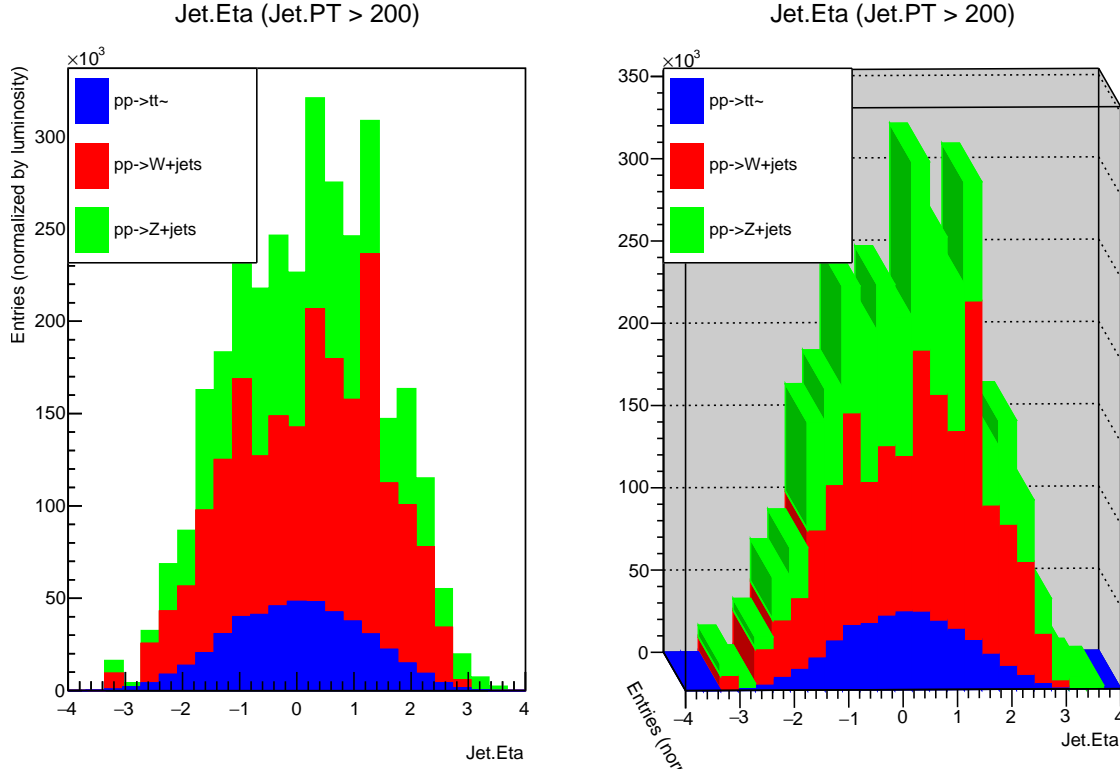 Jet.Eta (Jet.PT > 200)
×10³
Entries (normalized by luminosity)
pp->tt~
pp->W+jets
pp->Z+jets
300
250
200
150
100
50
0
−4 −3 −2 −1 0 1 2 3 4
Jet.Eta
Jet.Eta (Jet.PT > 200)
×10³
pp->tt~
pp->W+jets
pp->Z+jets
350
300
250
200
150
100
50
0
−4 −3 −2 −1 0 1 2 3 4
Entries (nor
Jet.Eta